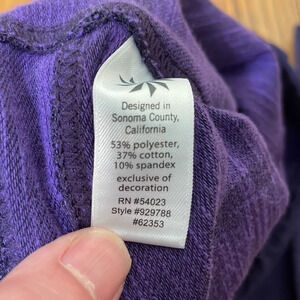 Designed in
Sonoma County,
California
53% polyester,
37% cotton,
10% spandex
exclusive of
decoration
RN #54023
Style #929788
#62353